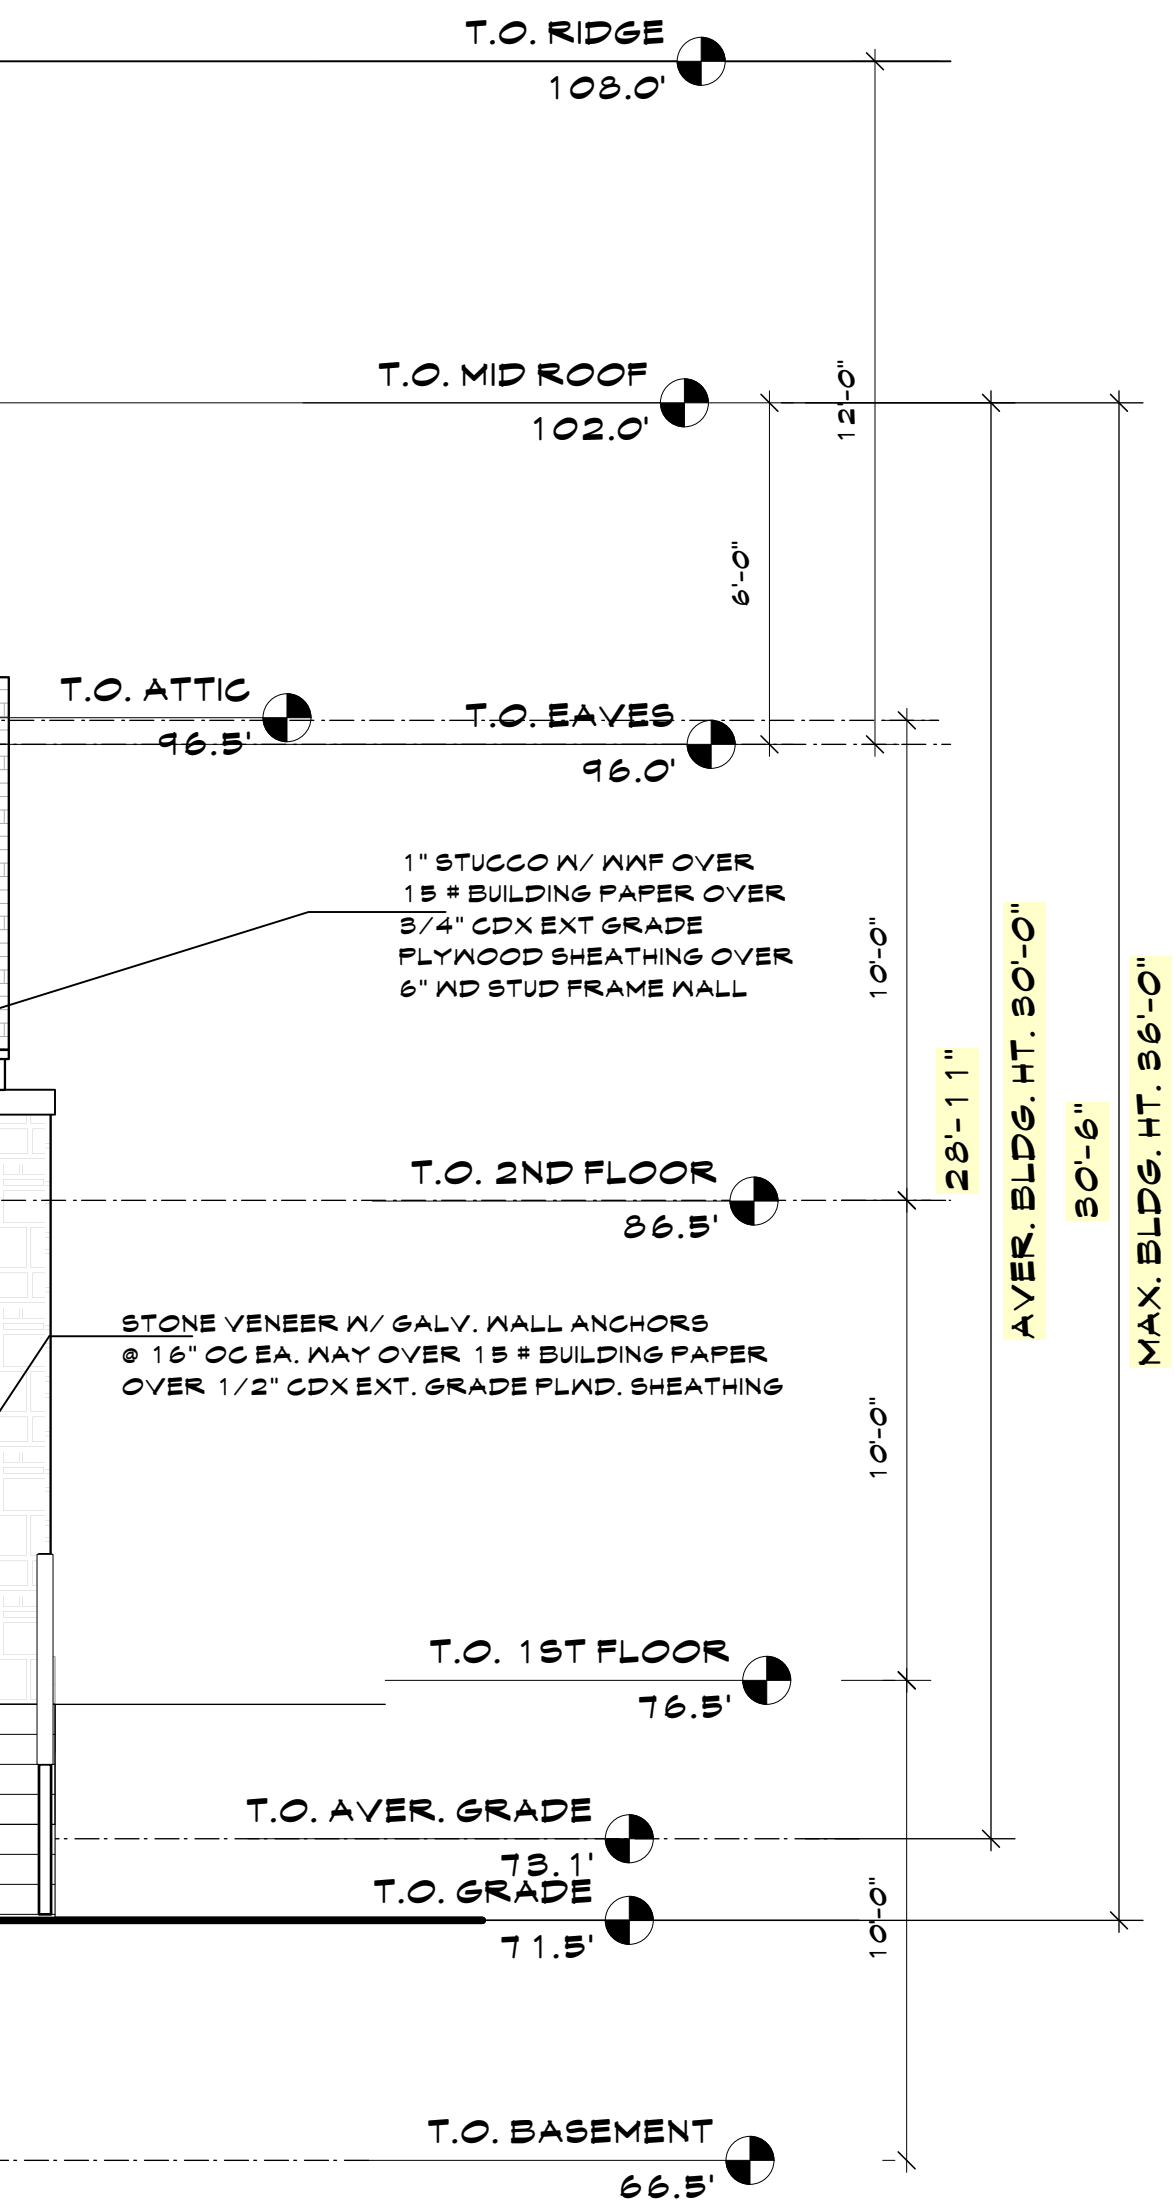 T.O. RIDGE
108.0'
T.O. MID ROOF
102.0'
12'-0"
6'-0"
T.O. ATTIC
96.5'
T.O. EAVES
96.0'
1" STUCCO W/ WWF OVER
15 # BUILDING PAPER OVER
3/4" CDX EXT GRADE
PLYWOOD SHEATHING OVER
6" WD STUD FRAME WALL
10'-0"
28'-11"
AVER. BLDG. HT. 30'-0"
30'-6"
MAX. BLDG. HT. 36'-0"
T.O. 2ND FLOOR
86.5'
STONE VENEER W/ GALV. WALL ANCHORS
@ 16" OC EA. WAY OVER 15 # BUILDING PAPER
OVER 1/2" CDX EXT. GRADE PLWD. SHEATHING
10'-0"
T.O. 1ST FLOOR
76.5'
T.O. AVER. GRADE
73.1'
T.O. GRADE
71.5'
10'-0"
T.O. BASEMENT
66.5'